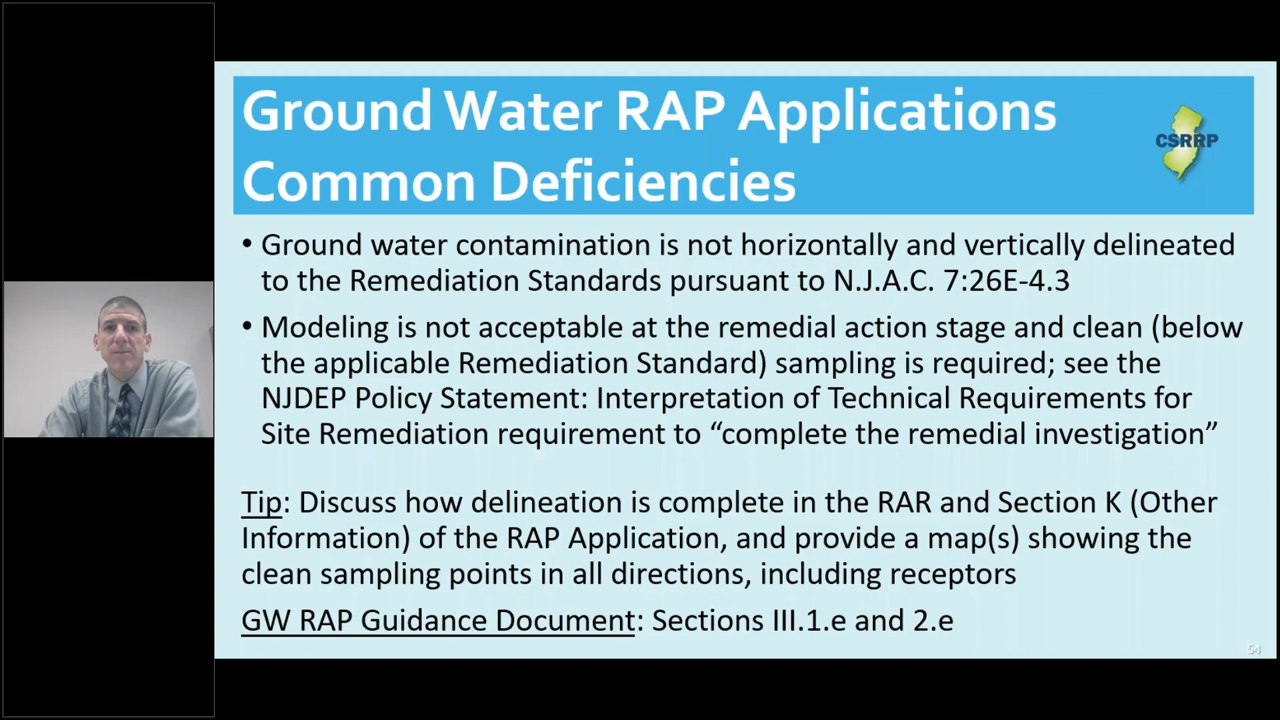 Ground Water RAP Applications
Common Deficiencies
CSRRP
• Ground water contamination is not horizontally and vertically delineated
to the Remediation Standards pursuant to N.J.A.C. 7:26E-4.3
• Modeling is not acceptable at the remedial action stage and clean (below
the applicable Remediation Standard) sampling is required; see the
NJDEP Policy Statement: Interpretation of Technical Requirements for
Site Remediation requirement to “complete the remedial investigation”
Tip: Discuss how delineation is complete in the RAR and Section K (Other
Information) of the RAP Application, and provide a map(s) showing the
clean sampling points in all directions, including receptors
GW RAP Guidance Document: Sections III.1.e and 2.e
54